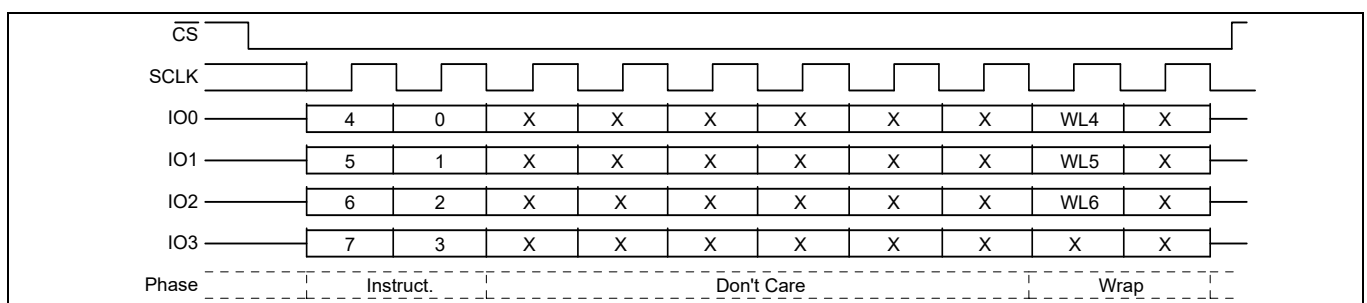 CS
SCLK
IO0 4 0 X X X X X X WL4 X
IO1 5 1 X X X X X X WL5 X
IO2 6 2 X X X X X X WL6 X
IO3 7 3 X X X X X X X X
Phase Instruct. Don't Care Wrap